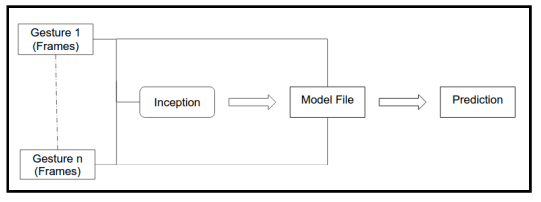 Gesture 1
(Frames)
Inception
Model File
Prediction
Gesture n
(Frames)